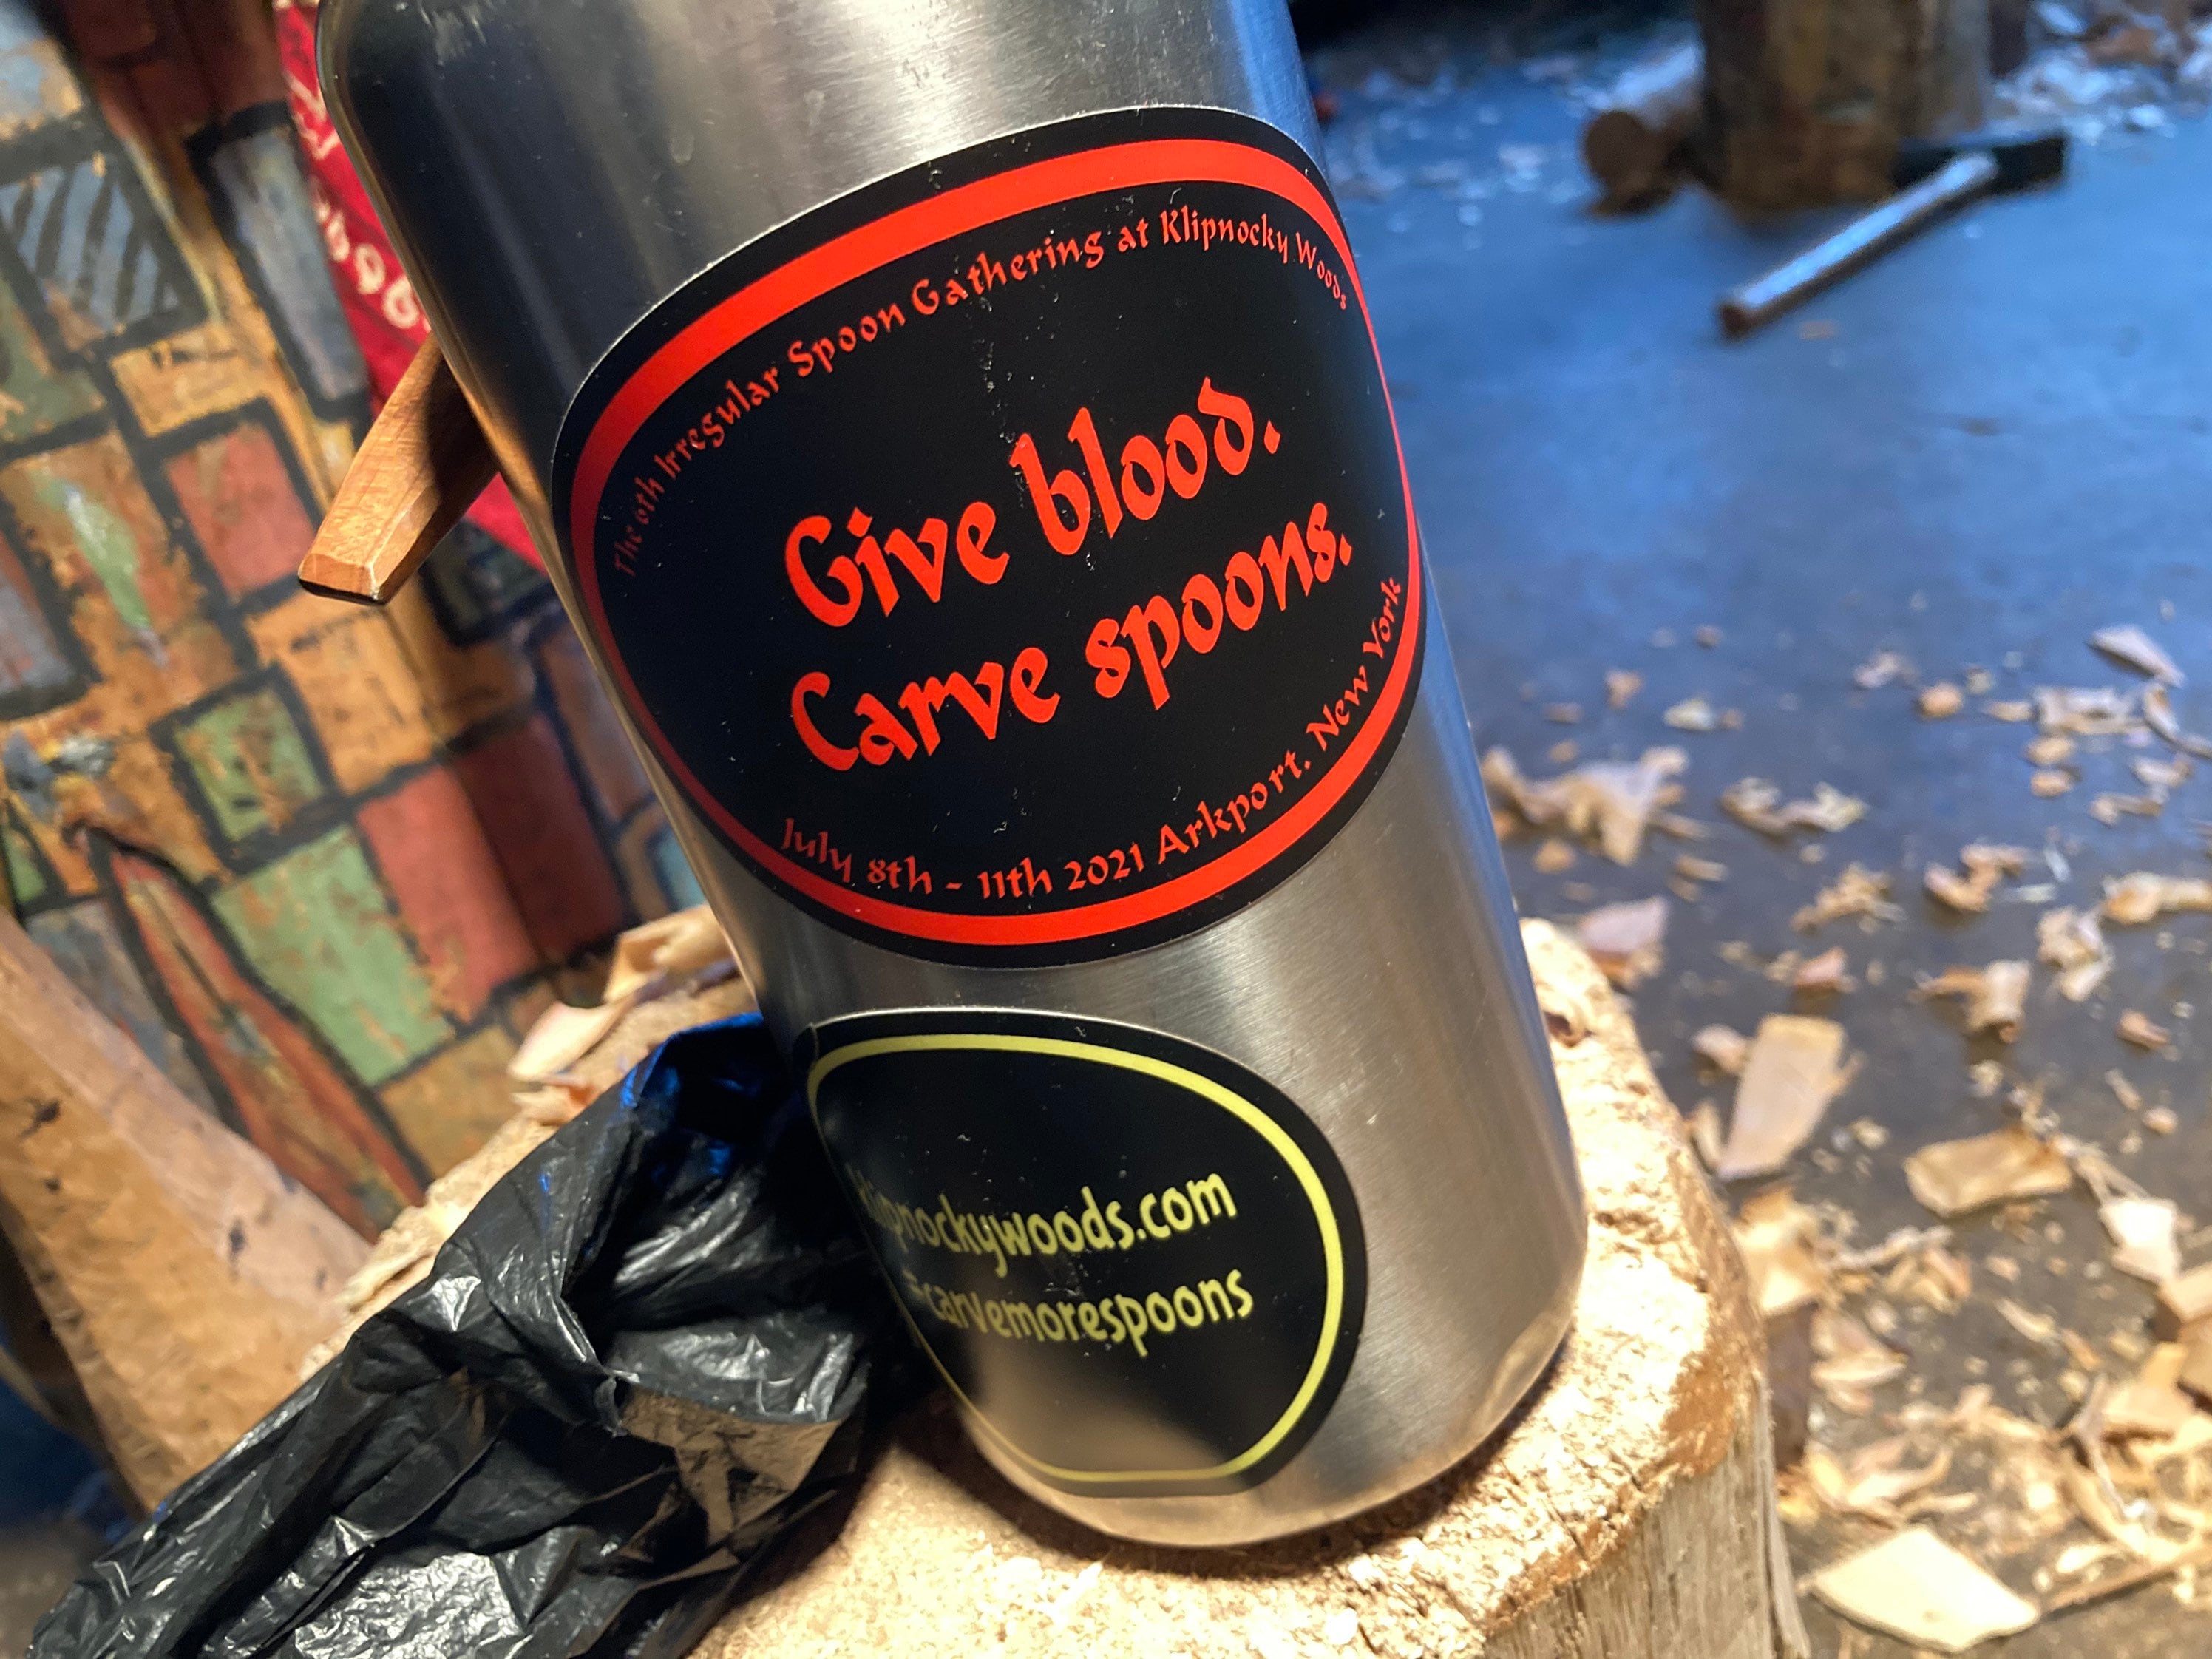 The 0th Irregular Spoon Gathering at Klipnocky Woods
Give blood.
Carve spoons.
July 8th - 11th 2021 Arkport, New York
klipnockywoods.com
#carvemorespoons